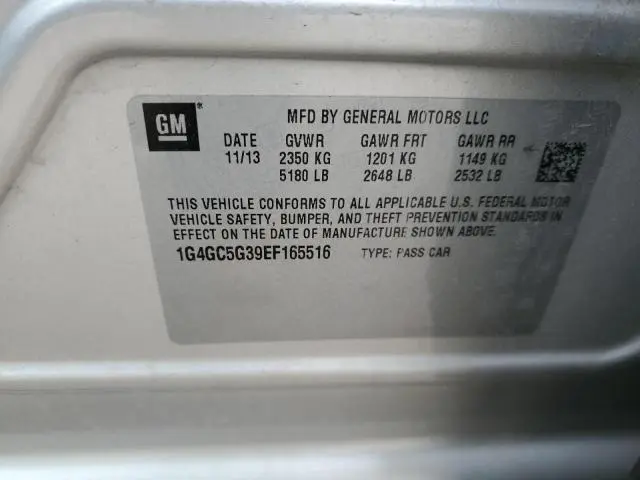 GM
MFD BY GENERAL MOTORS LLC
DATE GVWR GAWR FRT GAWR RR
11/13 2350 KG 1201 KG 1149 KG
5180 LB 2648 LB 2532 LB
THIS VEHICLE CONFORMS TO ALL APPLICABLE U.S. FEDERAL MOTOR
VEHICLE SAFETY, BUMPER, AND THEFT PREVENTION STANDARDS IN
EFFECT ON THE DATE OF MANUFACTURE SHOWN ABOVE.
1G4GC5G39EF165516 TYPE: PASS CAR